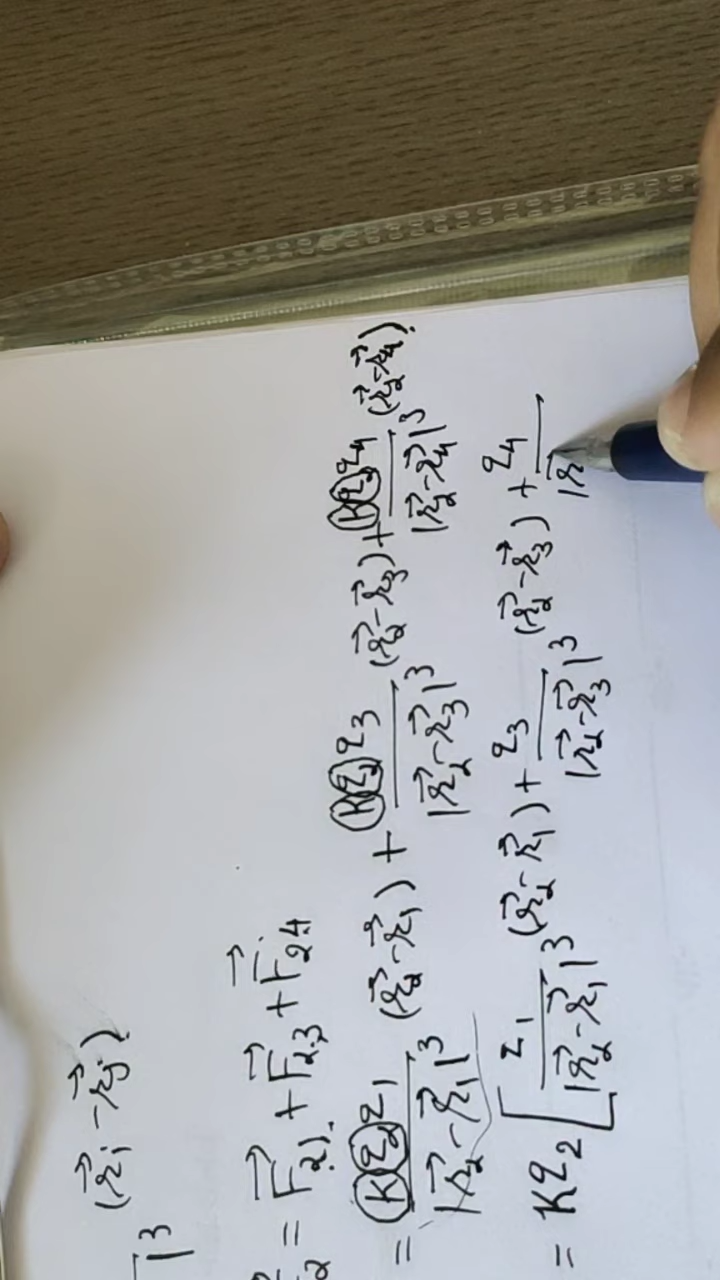 |³ (r⃗ᵢ - r⃗ⱼ)
₂ = F⃗₂₁ + F⃗₂₃ + F⃗₂₄
= Kq₂q₁/|r⃗₂ - r⃗₁|³ (r⃗₂ - r⃗₁) + Kq₂q₃/|r⃗₂ - r⃗₃|³ (r⃗₂ - r⃗₃) + Kq₂q₄/|r⃗₂ - r⃗₄|³ (r⃗₂ - r⃗₄)
= Kq₂ [ q₁/|r⃗₂ - r⃗₁|³ (r⃗₂ - r⃗₁) + q₃/|r⃗₂ - r⃗₃|³ (r⃗₂ - r⃗₃) + q₄/|r⃗